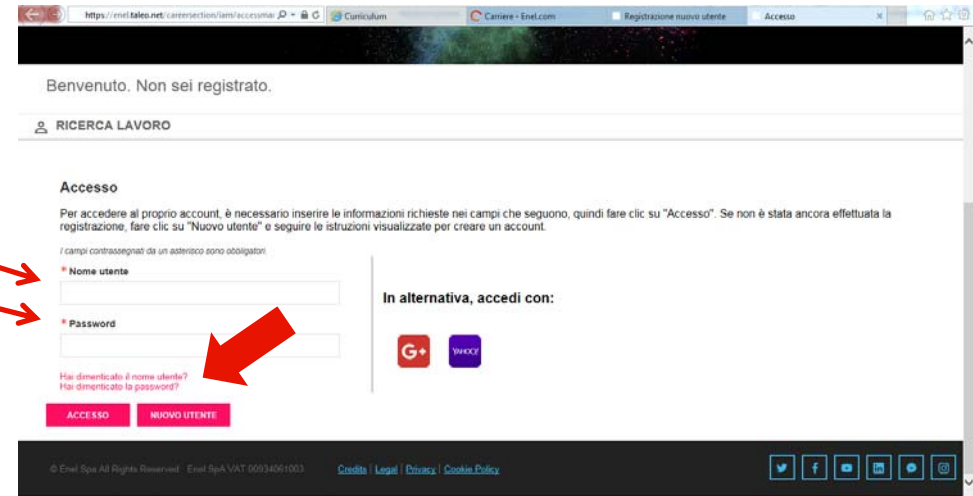 https://enel.taleo.net/careersection/iam/accessmai
Curriculum
Carriere - Enel.com
Registrazione nuovo utente
Accesso
Benvenuto. Non sei registrato.
RICERCA LAVORO
Accesso
Per accedere al proprio account, è necessario inserire le informazioni richieste nei campi che seguono, quindi fare clic su "Accesso". Se non è stata ancora effettuata la
registrazione, fare clic su "Nuovo utente" e seguire le istruzioni visualizzate per creare un account.
I campi contrassegnati da un asterisco sono obbligatori.
* Nome utente
In alternativa, accedi con:
* Password
G+ YAHOO!
Hai dimenticato il nome utente?
Hai dimenticato la password?
ACCESSO NUOVO UTENTE
© Enel Spa All Rights Reserved Enel SpA VAT 00934061003 Credits | Legal | Privacy | Cookie Policy